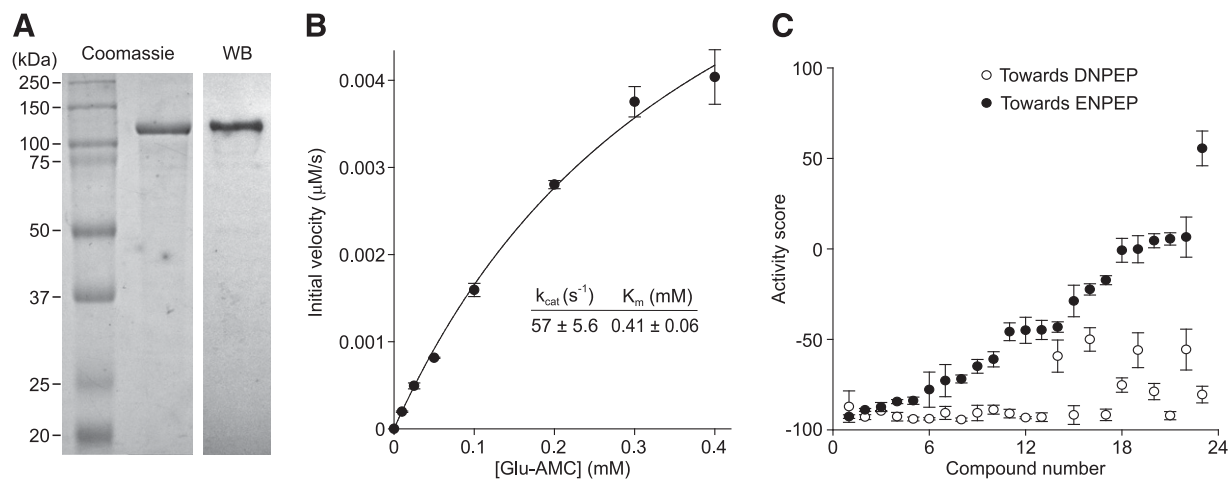 A
(kDa)
Coomassie
WB
250
150
100
75
50
37
25
20
B
Initial velocity (μM/s)
0.004
0.003
0.002
0.001
0
0
0.1
0.2
0.3
0.4
[Glu-AMC] (mM)
kcat (s-1) Km (mM)
57 ± 5.6 0.41 ± 0.06
C
Activity score
100
50
0
-50
-100
0
6
12
18
24
Compound number
Towards DNPEP
Towards ENPEP